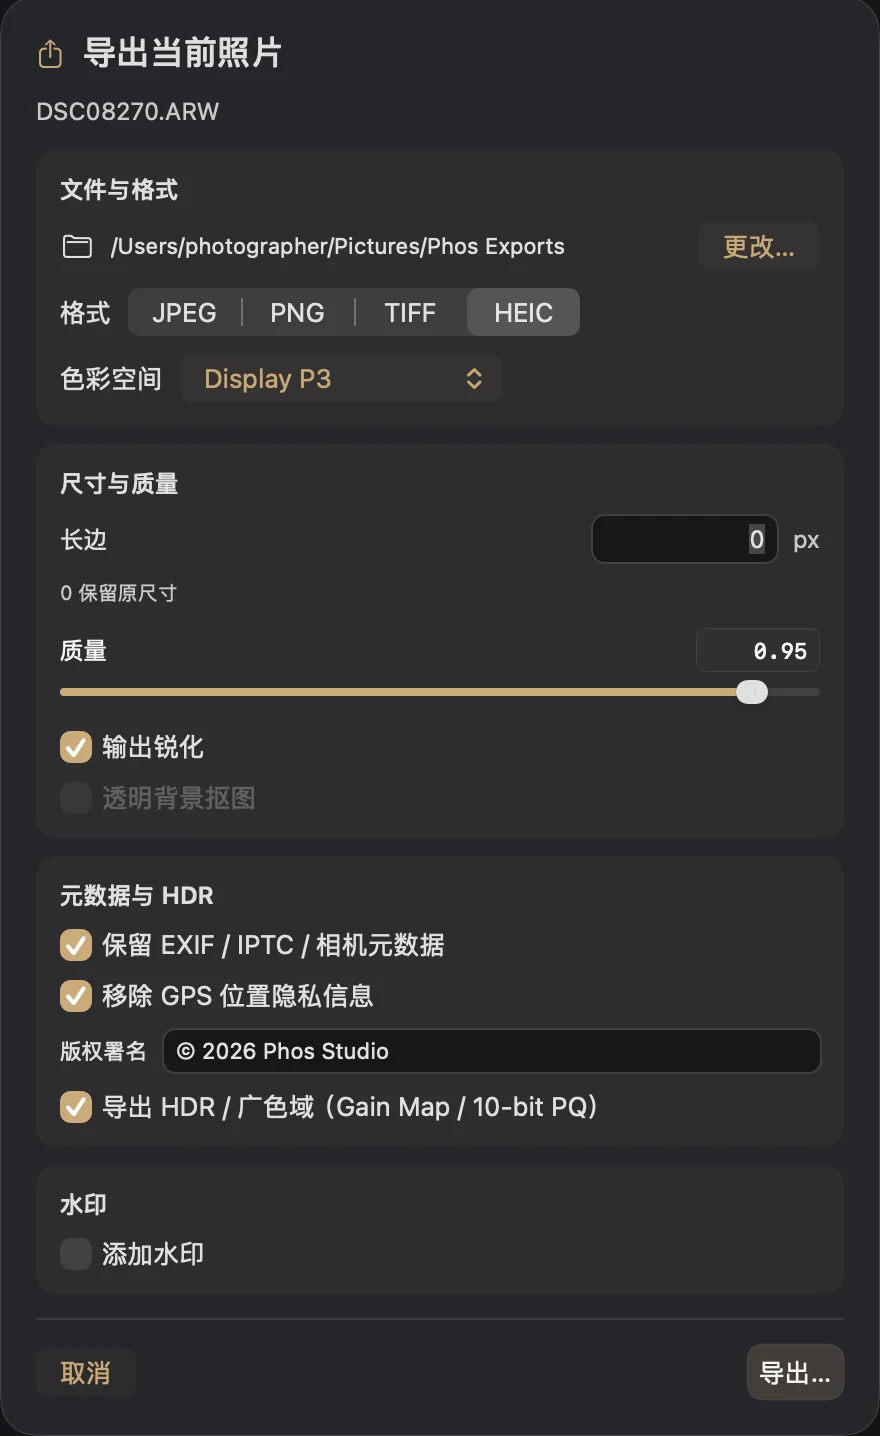 导出当前照片
DSC08270.ARW
文件与格式
/Users/photographer/Pictures/Phos Exports 更改...
格式 JPEG PNG TIFF HEIC
色彩空间 Display P3
尺寸与质量
长边 0 px
0 保留原尺寸
质量 0.95
输出锐化
透明背景抠图
元数据与 HDR
保留 EXIF / IPTC / 相机元数据
移除 GPS 位置隐私信息
版权署名 © 2026 Phos Studio
导出 HDR / 广色域（Gain Map / 10-bit PQ）
水印
添加水印
取消 导出...